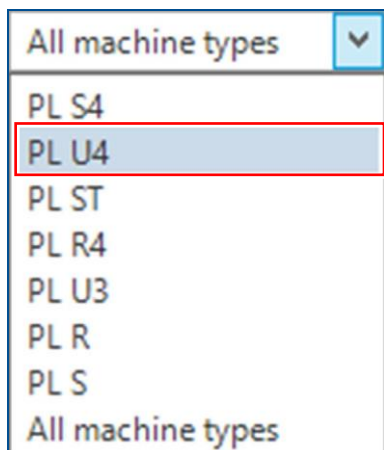 All machine types
PL S4
PL U4
PL ST
PL R4
PL U3
PL R
PL S
All machine types